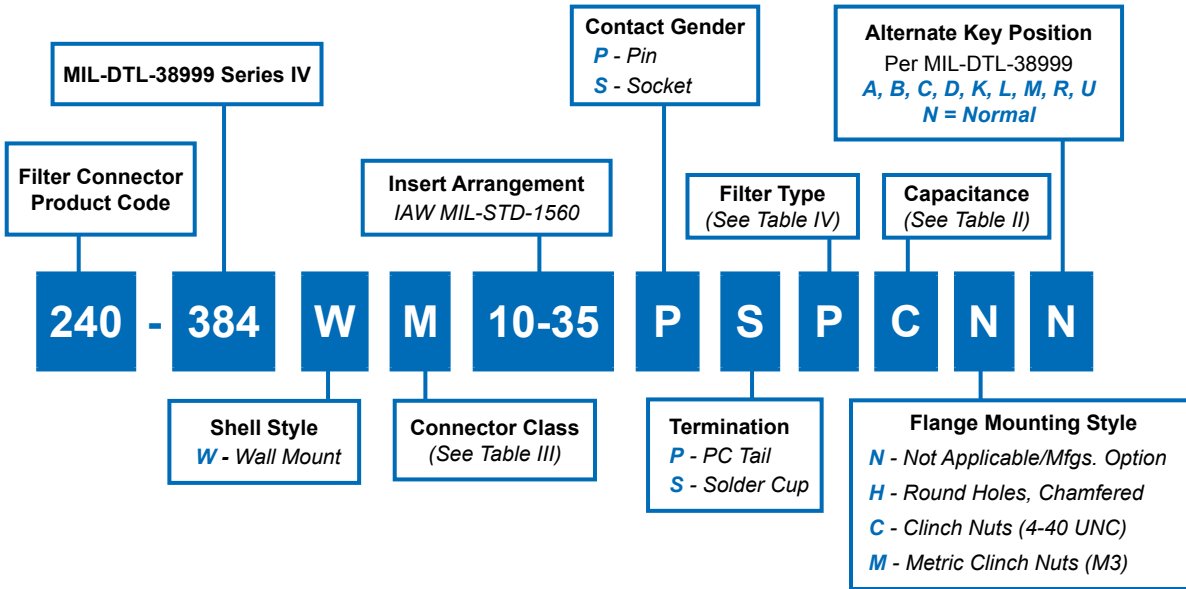 Contact Gender
P - Pin
S - Socket
Alternate Key Position
Per MIL-DTL-38999
A, B, C, D, K, L, M, R, U
N = Normal
MIL-DTL-38999 Series IV
Filter Connector
Product Code
Insert Arrangement
IAW MIL-STD-1560
Filter Type
(See Table IV)
Capacitance
(See Table II)
240 - 384 W M 10-35 P S P C N N
Shell Style
W - Wall Mount
Connector Class
(See Table III)
Termination
P - PC Tail
S - Solder Cup
Flange Mounting Style
N - Not Applicable/Mfgs. Option
H - Round Holes, Chamfered
C - Clinch Nuts (4-40 UNC)
M - Metric Clinch Nuts (M3)